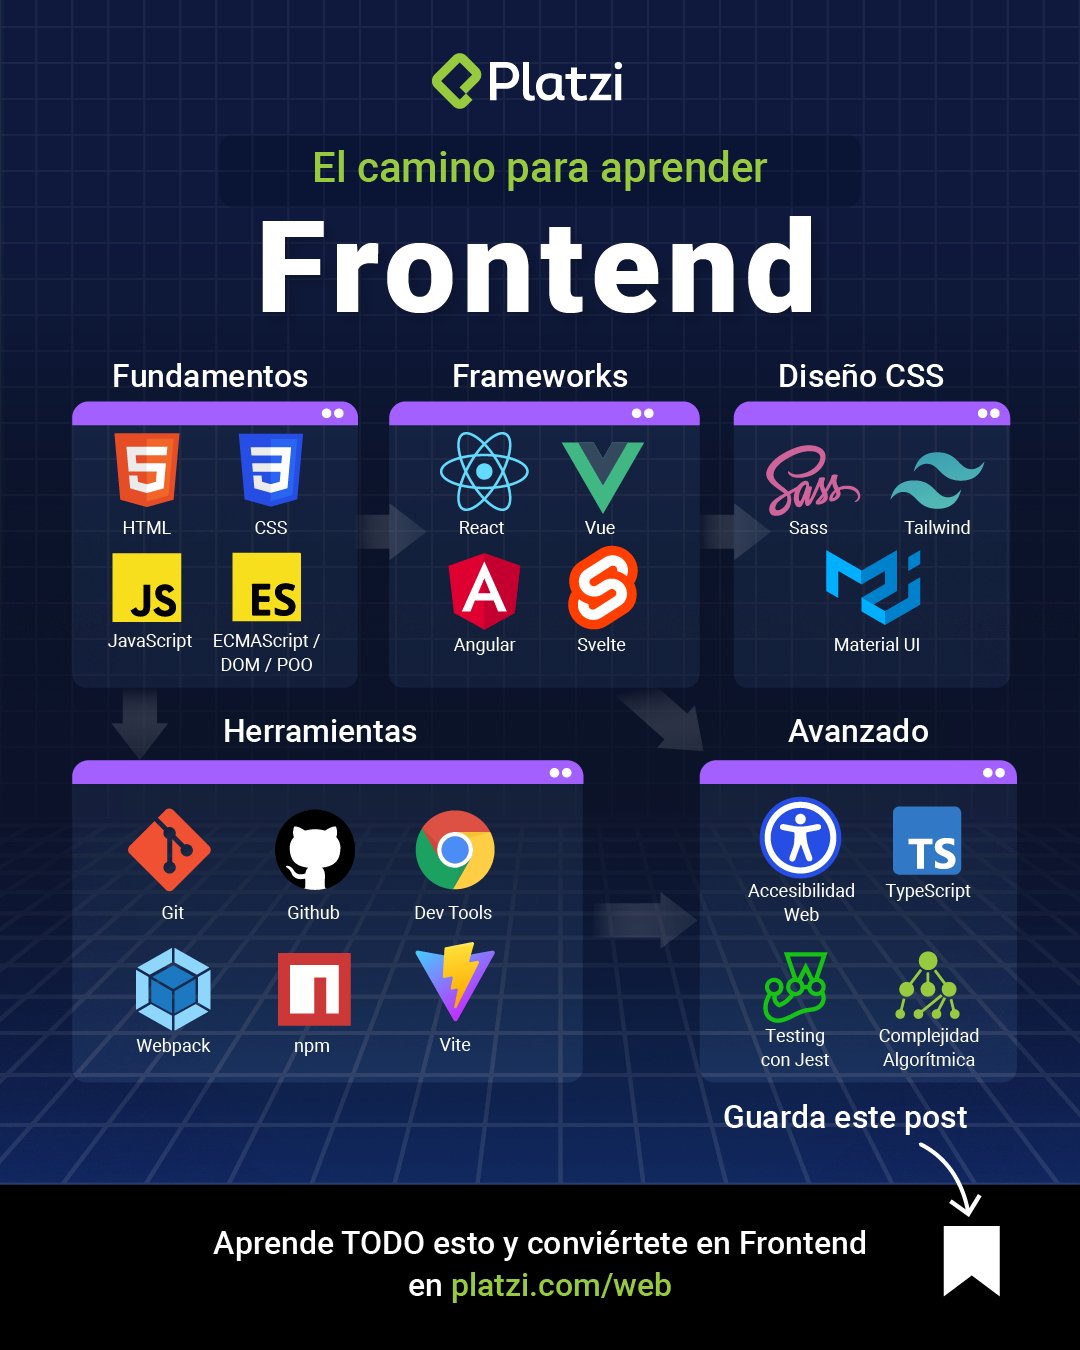 Platzi
El camino para aprender
Frontend
Fundamentos
HTML
CSS
JS
ES
JavaScript
ECMAScript /
DOM / POO
Frameworks
React
Vue
Angular
Svelte
Diseño CSS
Sass
Sass
Tailwind
Material UI
Herramientas
Git
Github
Dev Tools
Webpack
npm
Vite
Avanzado
Accesibilidad
Web
TS
TypeScript
Testing
con Jest
Complejidad
Algorítmica
Guarda este post
Aprende TODO esto y conviértete en Frontend
en platzi.com/web